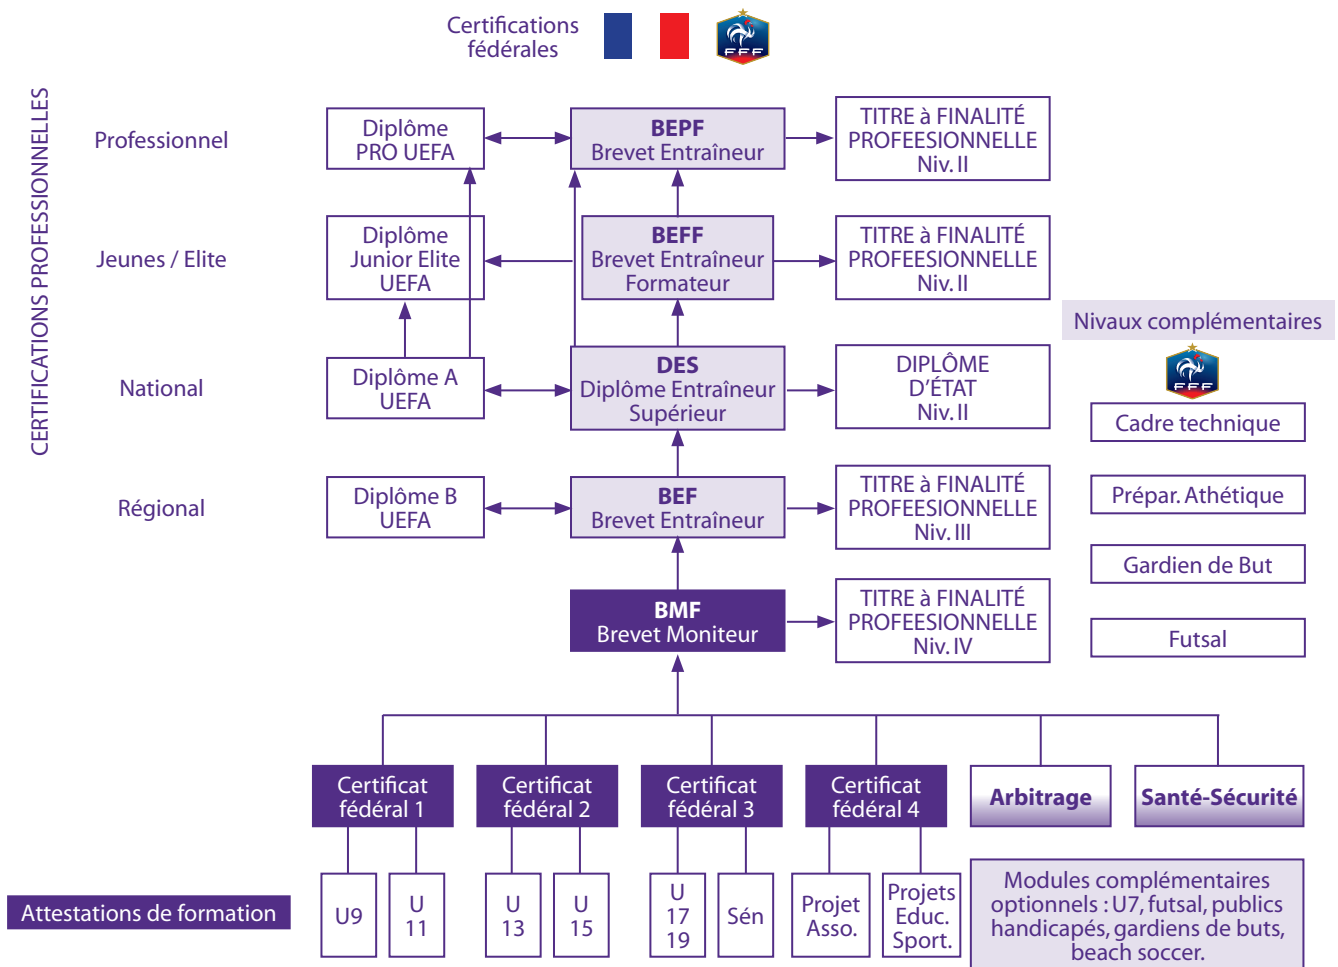 Certifications
fédérales
FFF
CERTIFICATIONS PROFESSIONNELLES
Professionnel
Diplôme
PRO UEFA
BEPF
Brevet Entraîneur
TITRE à FINALITÉ
PROFEESIONNELLE
Niv. II
Jeunes / Elite
Diplôme
Junior Elite
UEFA
BEFF
Brevet Entraîneur
Formateur
TITRE à FINALITÉ
PROFEESIONNELLE
Niv. II
Nivaux complémentaires
FFF
National
Diplôme A
UEFA
DES
Diplôme Entraîneur
Supérieur
DIPLÔME
D’ÉTAT
Niv. II
Cadre technique
Régional
Diplôme B
UEFA
BEF
Brevet Entraîneur
TITRE à FINALITÉ
PROFEESIONNELLE
Niv. III
Prépar. Athétique
Gardien de But
BMF
Brevet Moniteur
TITRE à FINALITÉ
PROFEESIONNELLE
Niv. IV
Futsal
Certificat
fédéral 1
Certificat
fédéral 2
Certificat
fédéral 3
Certificat
fédéral 4
Arbitrage
Santé-Sécurité
Attestations de formation
U9
U
11
U
13
U
15
U
17
19
Sén
Projet
Asso.
Projets
Educ.
Sport.
Modules complémentaires
optionnels : U7, futsal, publics
handicapés, gardiens de buts,
beach soccer.